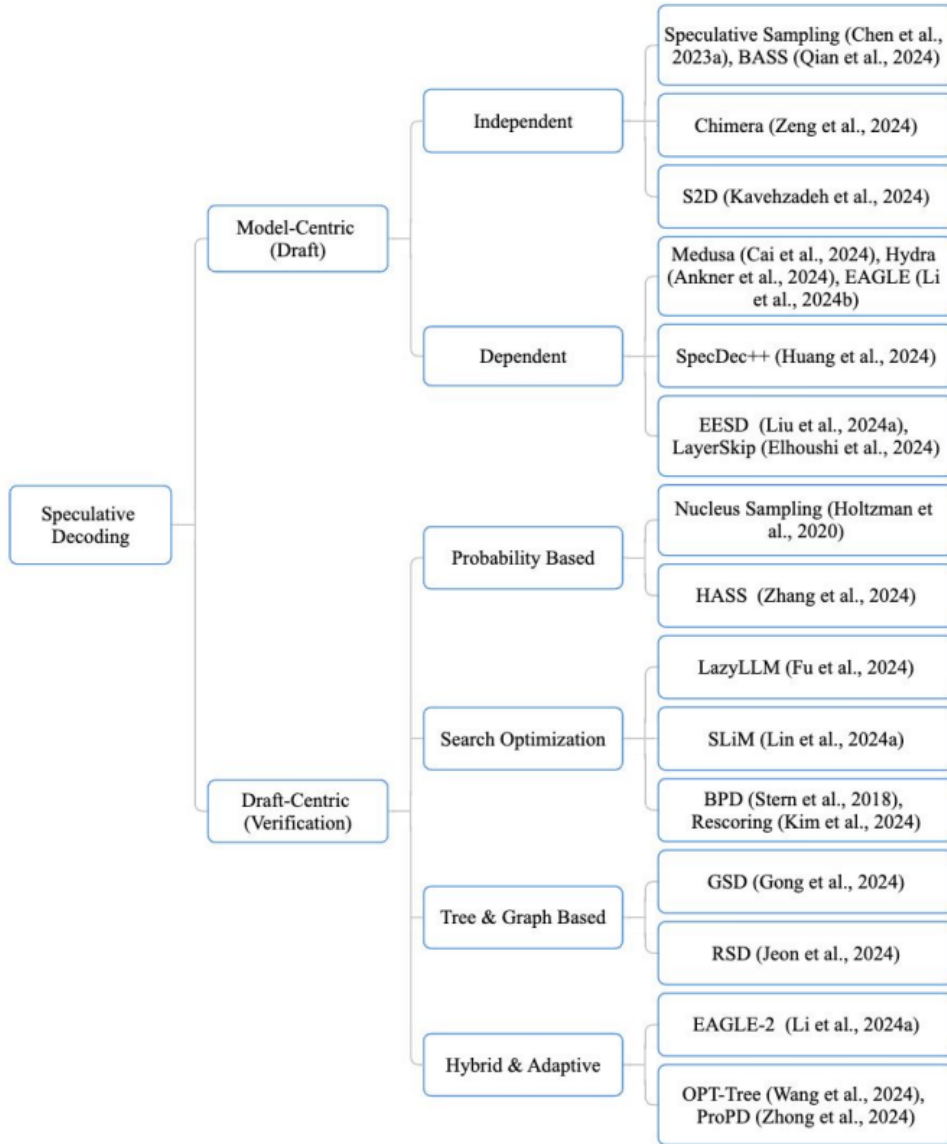 Speculative Sampling (Chen et al.,
2023a), BASS (Qian et al., 2024)
Independent
Chimera (Zeng et al., 2024)
S2D (Kavehzadeh et al., 2024)
Model-Centric
(Draft)
Medusa (Cai et al., 2024), Hydra
(Ankner et al., 2024), EAGLE (Li
et al., 2024b)
Dependent
SpecDec++ (Huang et al., 2024)
EESD (Liu et al., 2024a),
LayerSkip (Elhoushi et al., 2024)
Speculative
Decoding
Nucleus Sampling (Holtzman et
al., 2020)
Probability Based
HASS (Zhang et al., 2024)
LazyLLM (Fu et al., 2024)
Search Optimization
SLiM (Lin et al., 2024a)
Draft-Centric
(Verification)
BPD (Stern et al., 2018),
Rescoring (Kim et al., 2024)
GSD (Gong et al., 2024)
Tree & Graph Based
RSD (Jeon et al., 2024)
EAGLE-2 (Li et al., 2024a)
Hybrid & Adaptive
OPT-Tree (Wang et al., 2024),
ProPD (Zhong et al., 2024)